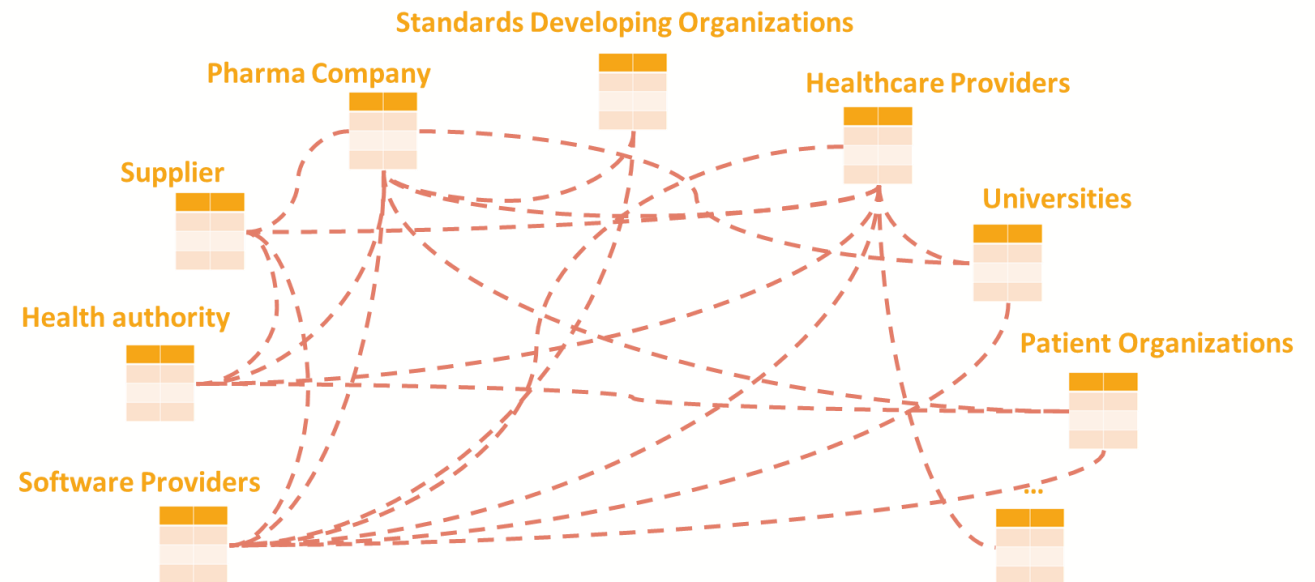 Standards Developing Organizations
Pharma Company
Healthcare Providers
Supplier
Universities
Health authority
Patient Organizations
Software Providers
...